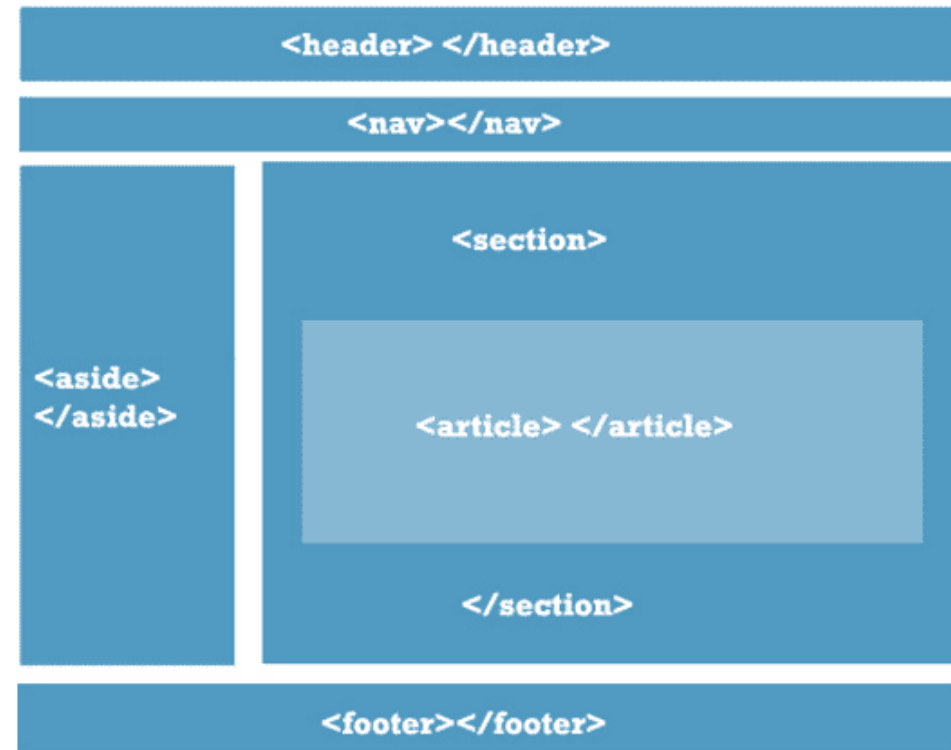 <header> </header>
<nav></nav>
<section>
<aside>
</aside>
<article> </article>
</section>
<footer></footer>